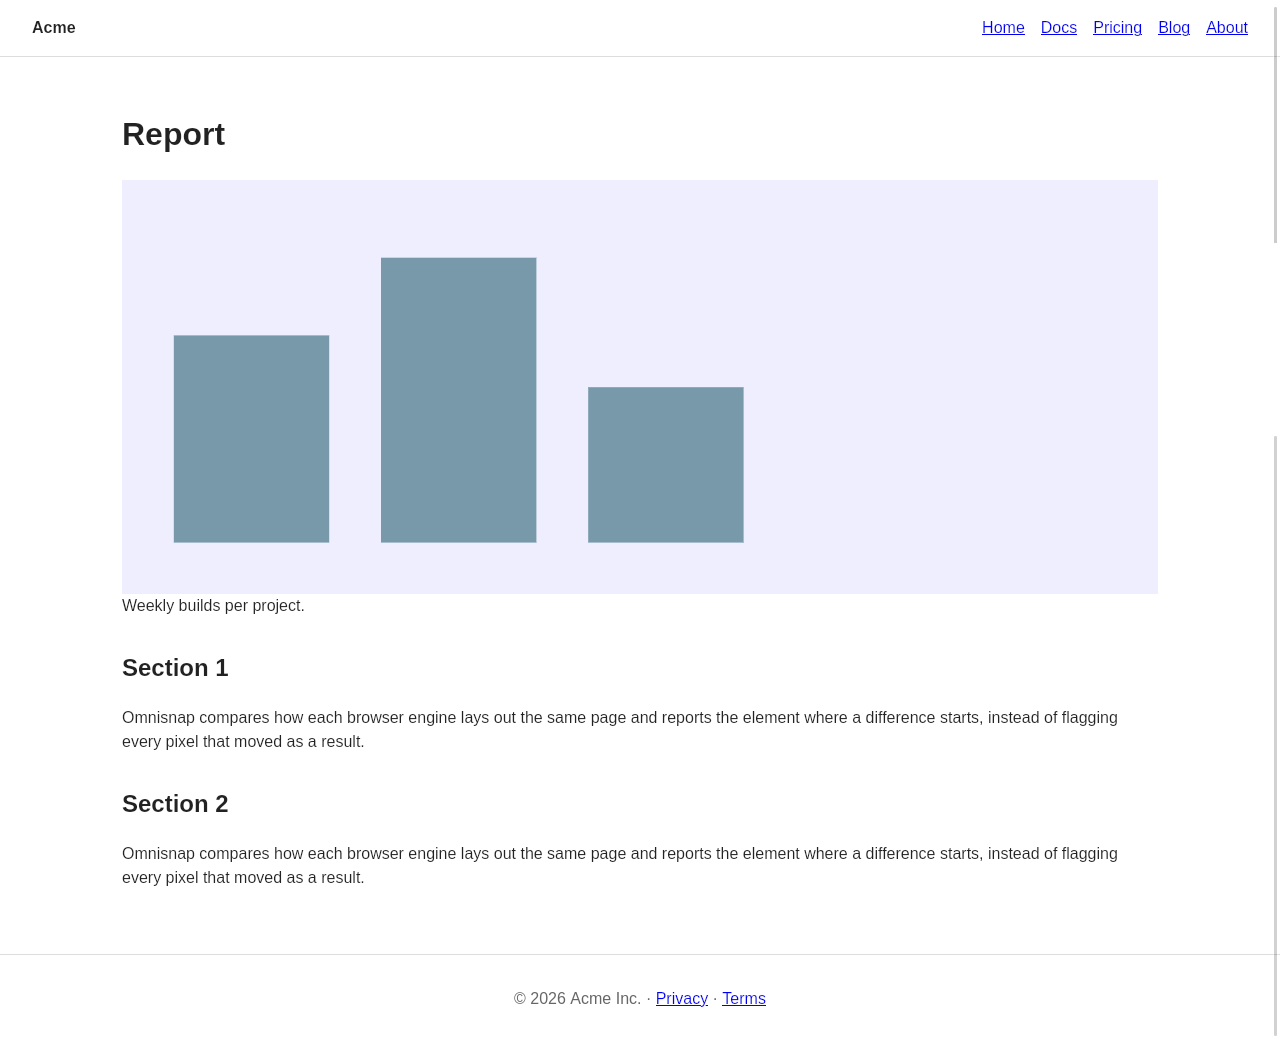 Acme
Home Docs Pricing Blog About
Report
Weekly builds per project.
Section 1
Omnisnap compares how each browser engine lays out the same page and reports the element where a difference starts, instead of flagging
every pixel that moved as a result.
Section 2
Omnisnap compares how each browser engine lays out the same page and reports the element where a difference starts, instead of flagging
every pixel that moved as a result.
© 2026 Acme Inc. · Privacy · Terms